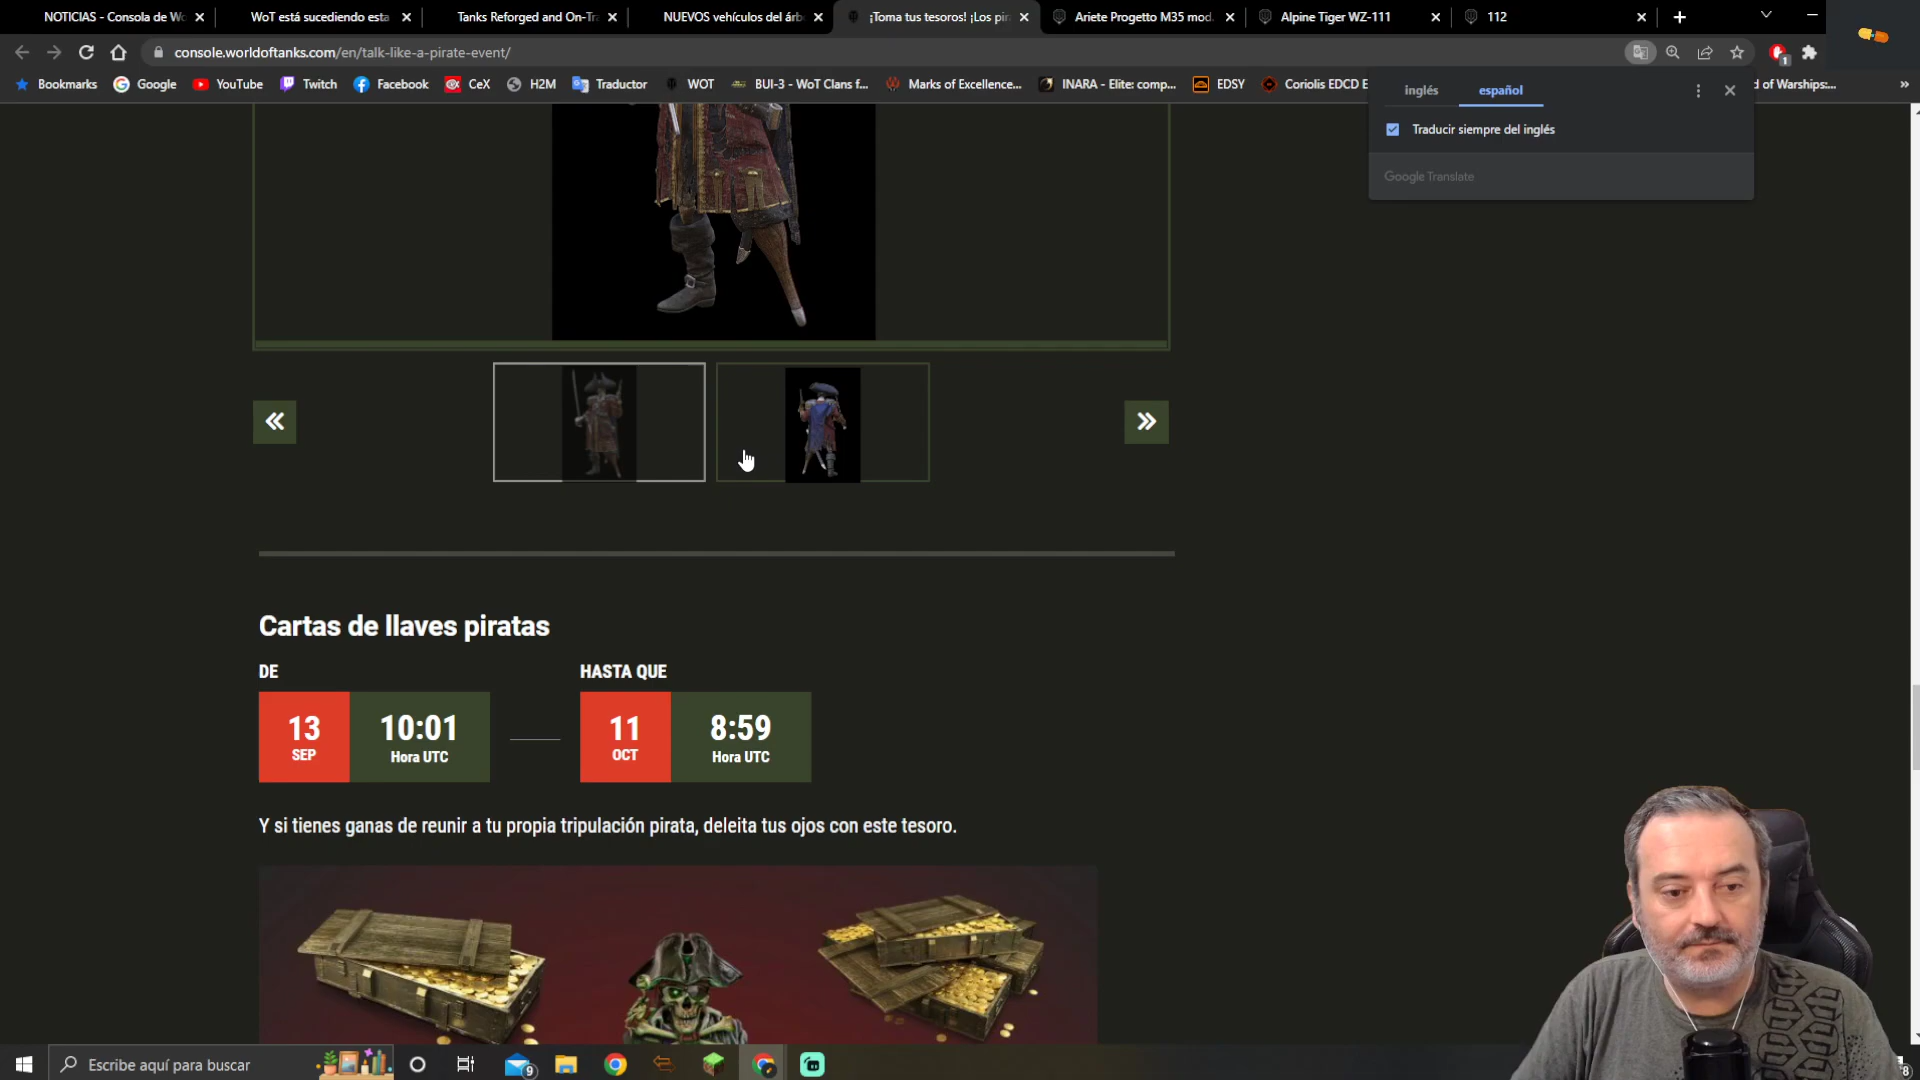 NOTICIAS - Consola de Wo
WoT está sucediendo esta
Tanks Reforged and On-Tr
NUEVOS vehículos del árb
¡Toma tus tesoros! ¡Los pir
Ariete Progetto M35 mod.
Alpine Tiger WZ-111
112
console.worldoftanks.com/en/talk-like-a-pirate-event/
1
Bookmarks
Google
YouTube
Twitch
Facebook
CeX
H2M
Traductor
WOT
BUI-3 - WoT Clans f...
Marks of Excellence...
INARA - Elite: comp...
EDSY
Coriolis EDCD E
d of Warships:...
»
inglés
español
Traducir siempre del inglés
Google Translate
Cartas de llaves piratas
DE
HASTA QUE
13
SEP
10:01
Hora UTC
11
OCT
8:59
Hora UTC
Y si tienes ganas de reunir a tu propia tripulación pirata, deleita tus ojos con este tesoro.
Escribe aquí para buscar
9
8